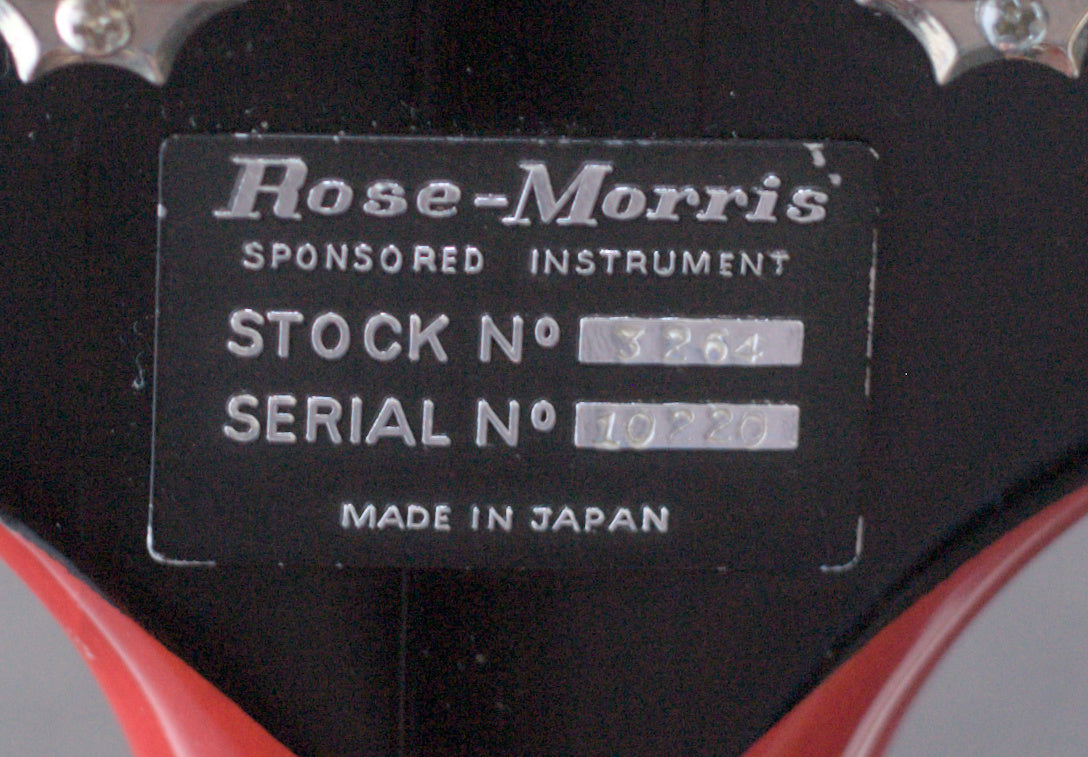 Rose-Morris
SPONSORED INSTRUMENT
STOCK Nº 3264
SERIAL Nº 10220
MADE IN JAPAN